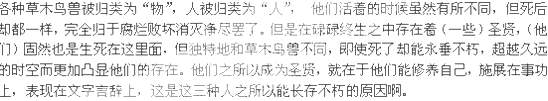 各种草木鸟兽被归类为“物”，人被归类为“人”， 他们活着的时候虽然有所不同，但死后
却都一样，完全归于腐烂败坏消灭净尽罢了。但是在碌碌终生之中存在着（一些）圣贤，（他
们）固然也是生死在这里面，但独特地和草木鸟兽不同，即使死了却能永垂不朽，超越久远
的时空而更加凸显他们的存在。他们之所以成为圣贤，就在于他们能修养自己，施展在事功
上，表现在文字言辞上，这是这三种人之所以能长存不朽的原因啊。